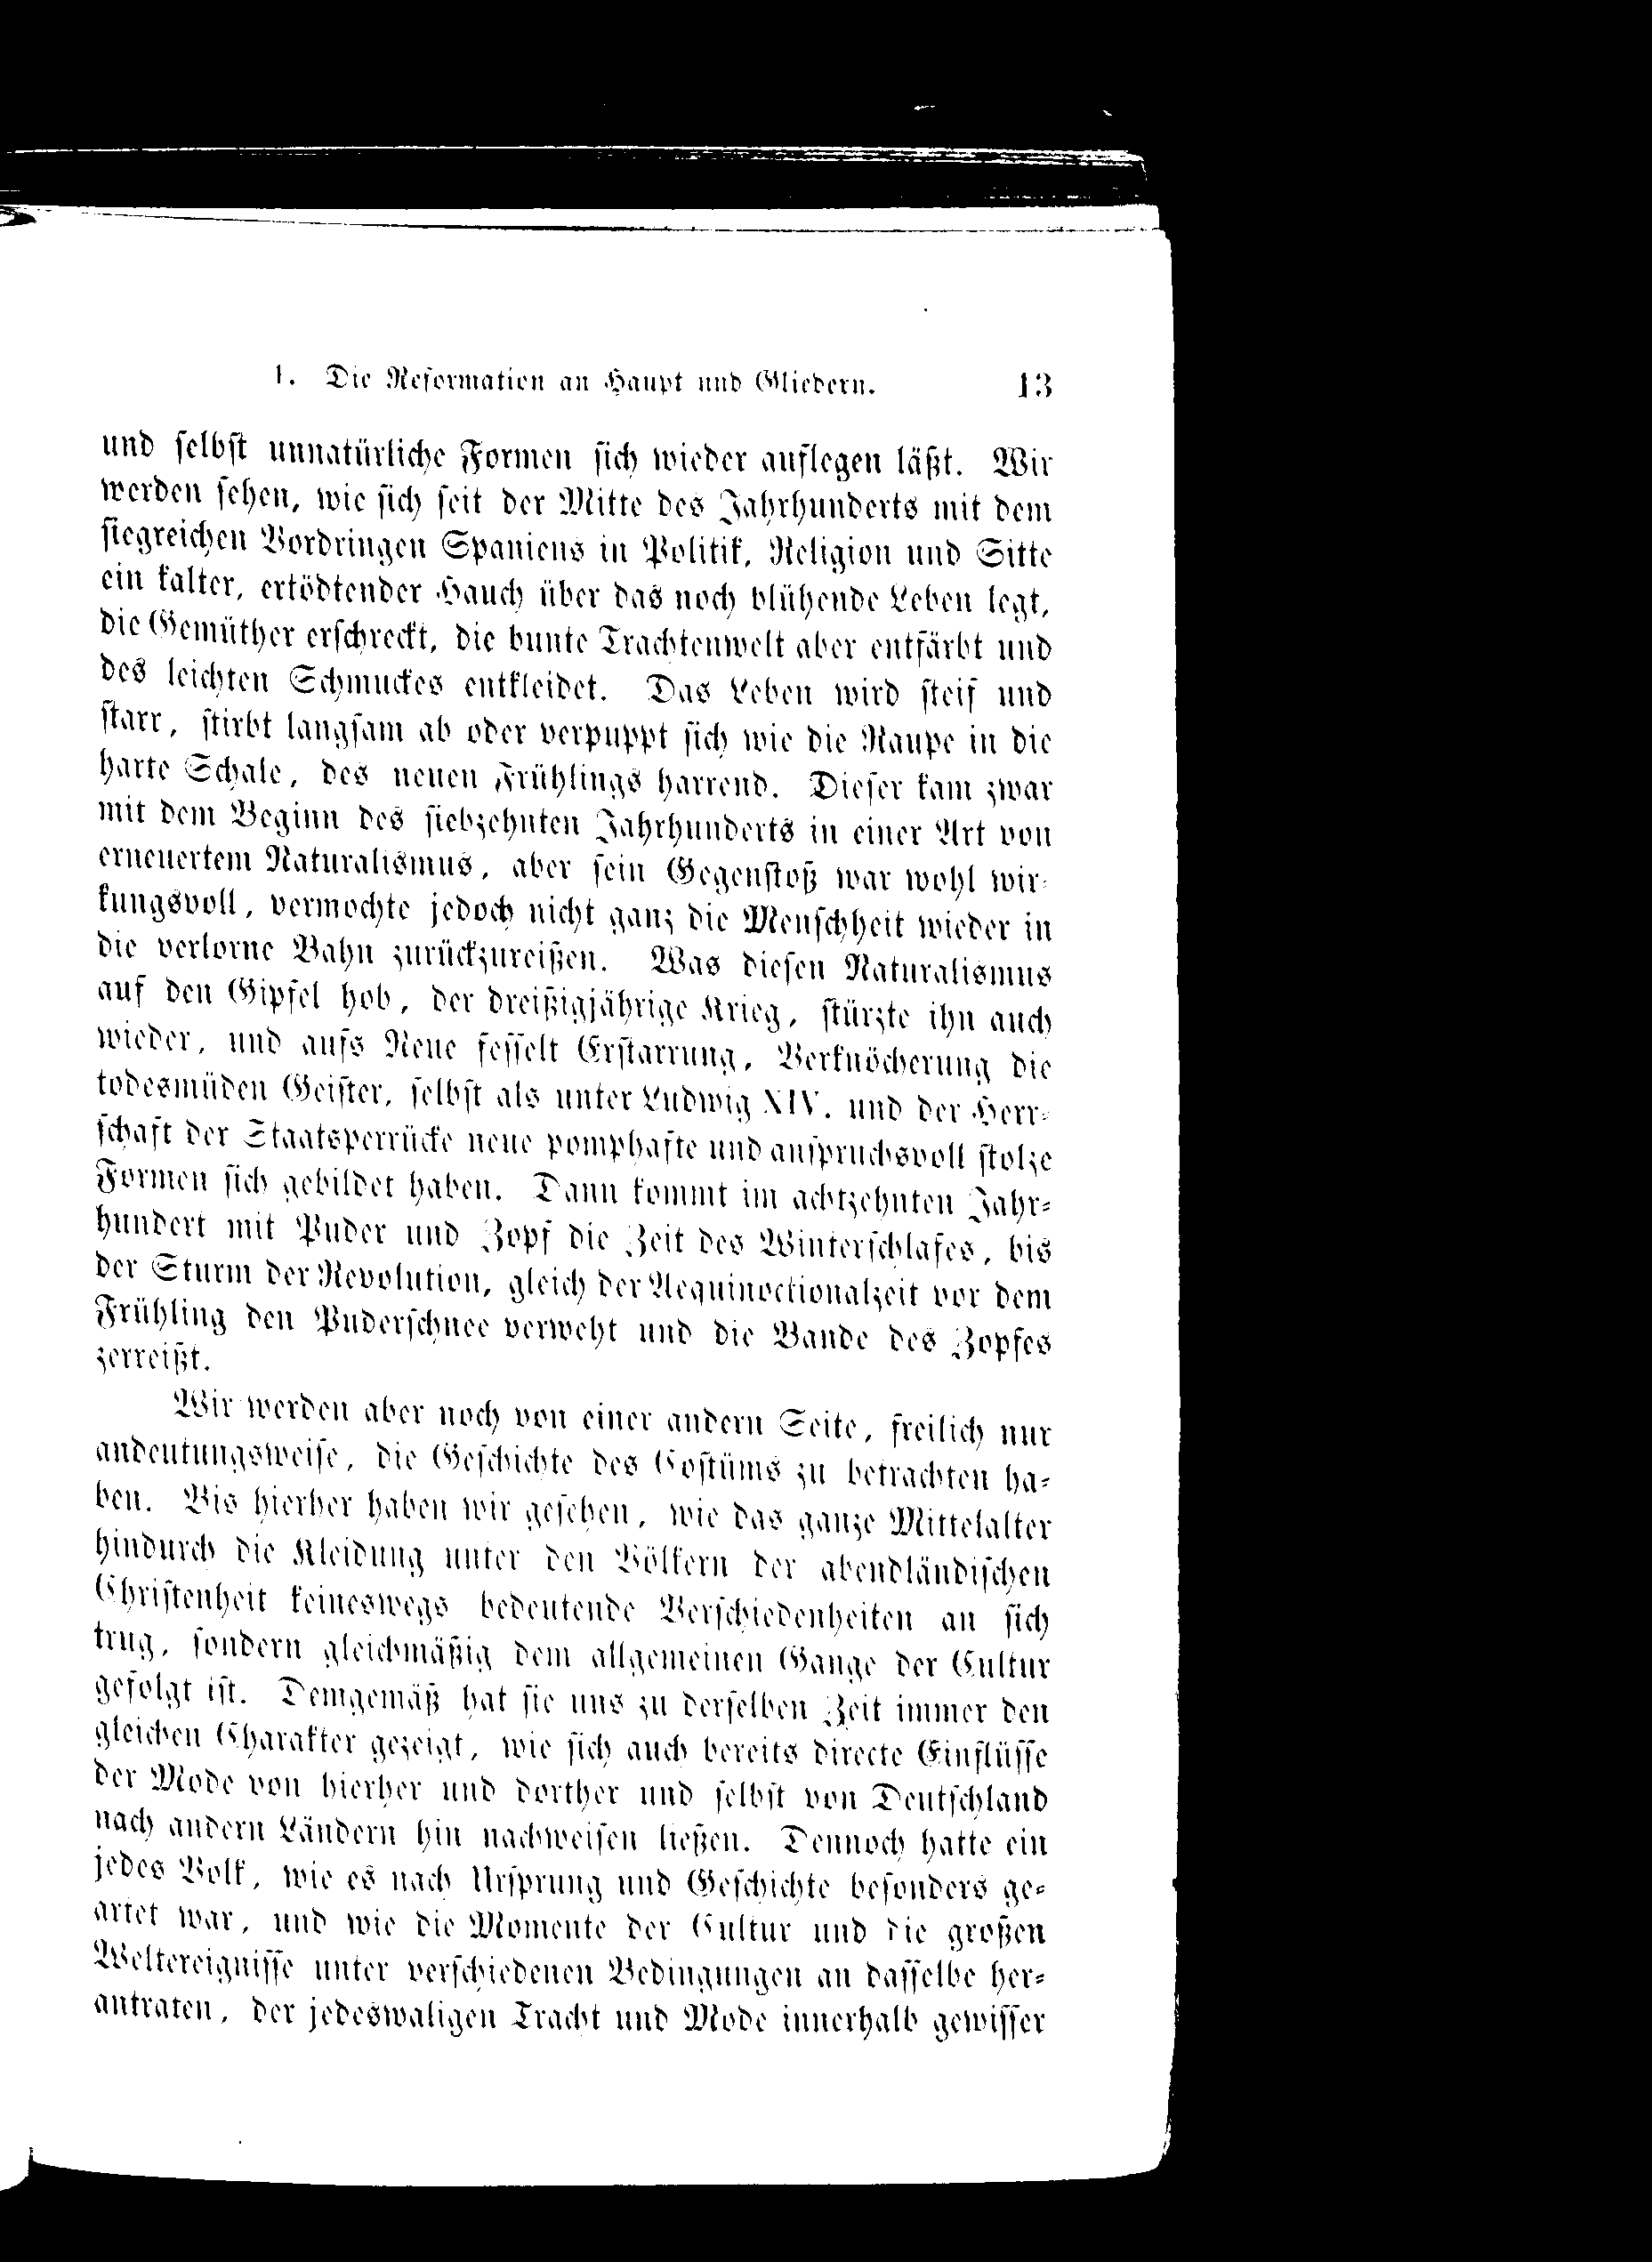 1. Die Reformation an Haupt und Gliedern. 13
und selbst unnatürliche Formen sich wieder auflegen läßt. Wir
werden sehen, wie sich seit der Mitte des Jahrhunderts mit dem
siegreichen Vordringen Spaniens in Politik, Religion und Sitte
ein kalter, ertödtender Hauch über das noch blühende Leben legt,
die Gemüther erschreckt, die bunte Trachtenwelt aber entfärbt und
des leichten Schmuckes entkleidet. Das Leben wird steif und
starr, stirbt langsam ab oder verpuppt sich wie die Raupe in die
harte Schale, des neuen Frühlings harrend. Dieser kam zwar
mit dem Beginn des siebzehnten Jahrhunderts in einer Art von
erneuertem Naturalismus, aber sein Gegenstoß war wohl wir-
kungsvoll, vermochte jedoch nicht ganz die Menschheit wieder in
die verlorne Bahn zurückzureißen. Was diesen Naturalismus
auf den Gipfel hob, der dreißigjährige Krieg, stürzte ihn auch
wieder, und aufs Neue fesselt Erstarrung, Verknöcherung die
todesmüden Geister, selbst als unter Ludwig XIV. und der Herr-
schaft der Staatsperrücke neue pomphafte und anspruchsvoll stolze
Formen sich gebildet haben. Dann kommt im achtzehnten Jahr-
hundert mit Puder und Zopf die Zeit des Winterschlafes, bis
der Sturm der Revolution, gleich der Aequinoctionalzeit vor dem
Frühling den Puderschnee verweht und die Bande des Zopfes
zerreißt.
Wir werden aber noch von einer andern Seite, freilich nur
andeutungsweise, die Geschichte des Costüms zu betrachten ha-
ben. Bis hierher haben wir gesehen, wie das ganze Mittelalter
hindurch die Kleidung unter den Völkern der abendländischen
Christenheit keineswegs bedeutende Verschiedenheiten an sich
trug, sondern gleichmäßig dem allgemeinen Gange der Cultur
gefolgt ist. Demgemäß hat sie uns zu derselben Zeit immer den
gleichen Charakter gezeigt, wie sich auch bereits directe Einflüsse
der Mode von hierher und dorther und selbst von Deutschland
nach andern Ländern hin nachweisen ließen. Dennoch hatte ein
jedes Volk, wie es nach Ursprung und Geschichte besonders ge-
artet war, und wie die Momente der Cultur und die großen
Weltereignisse unter verschiedenen Bedingungen an dasselbe her-
antraten, der jedeswaligen Tracht und Mode innerhalb gewisser